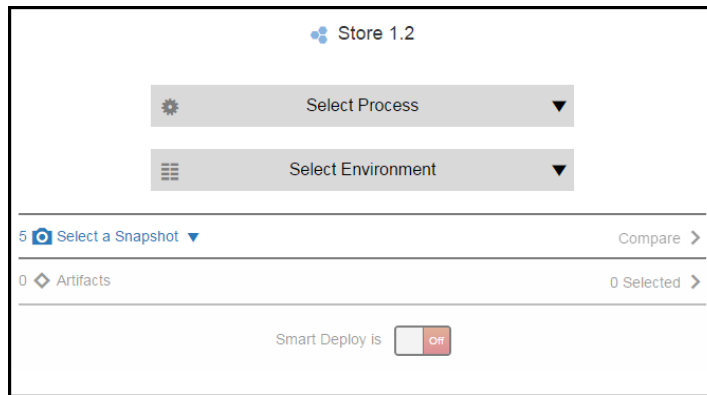 Store 1.2
Select Process
Select Environment
5 Select a Snapshot Compare
0 Artifacts 0 Selected
Smart Deploy is Off